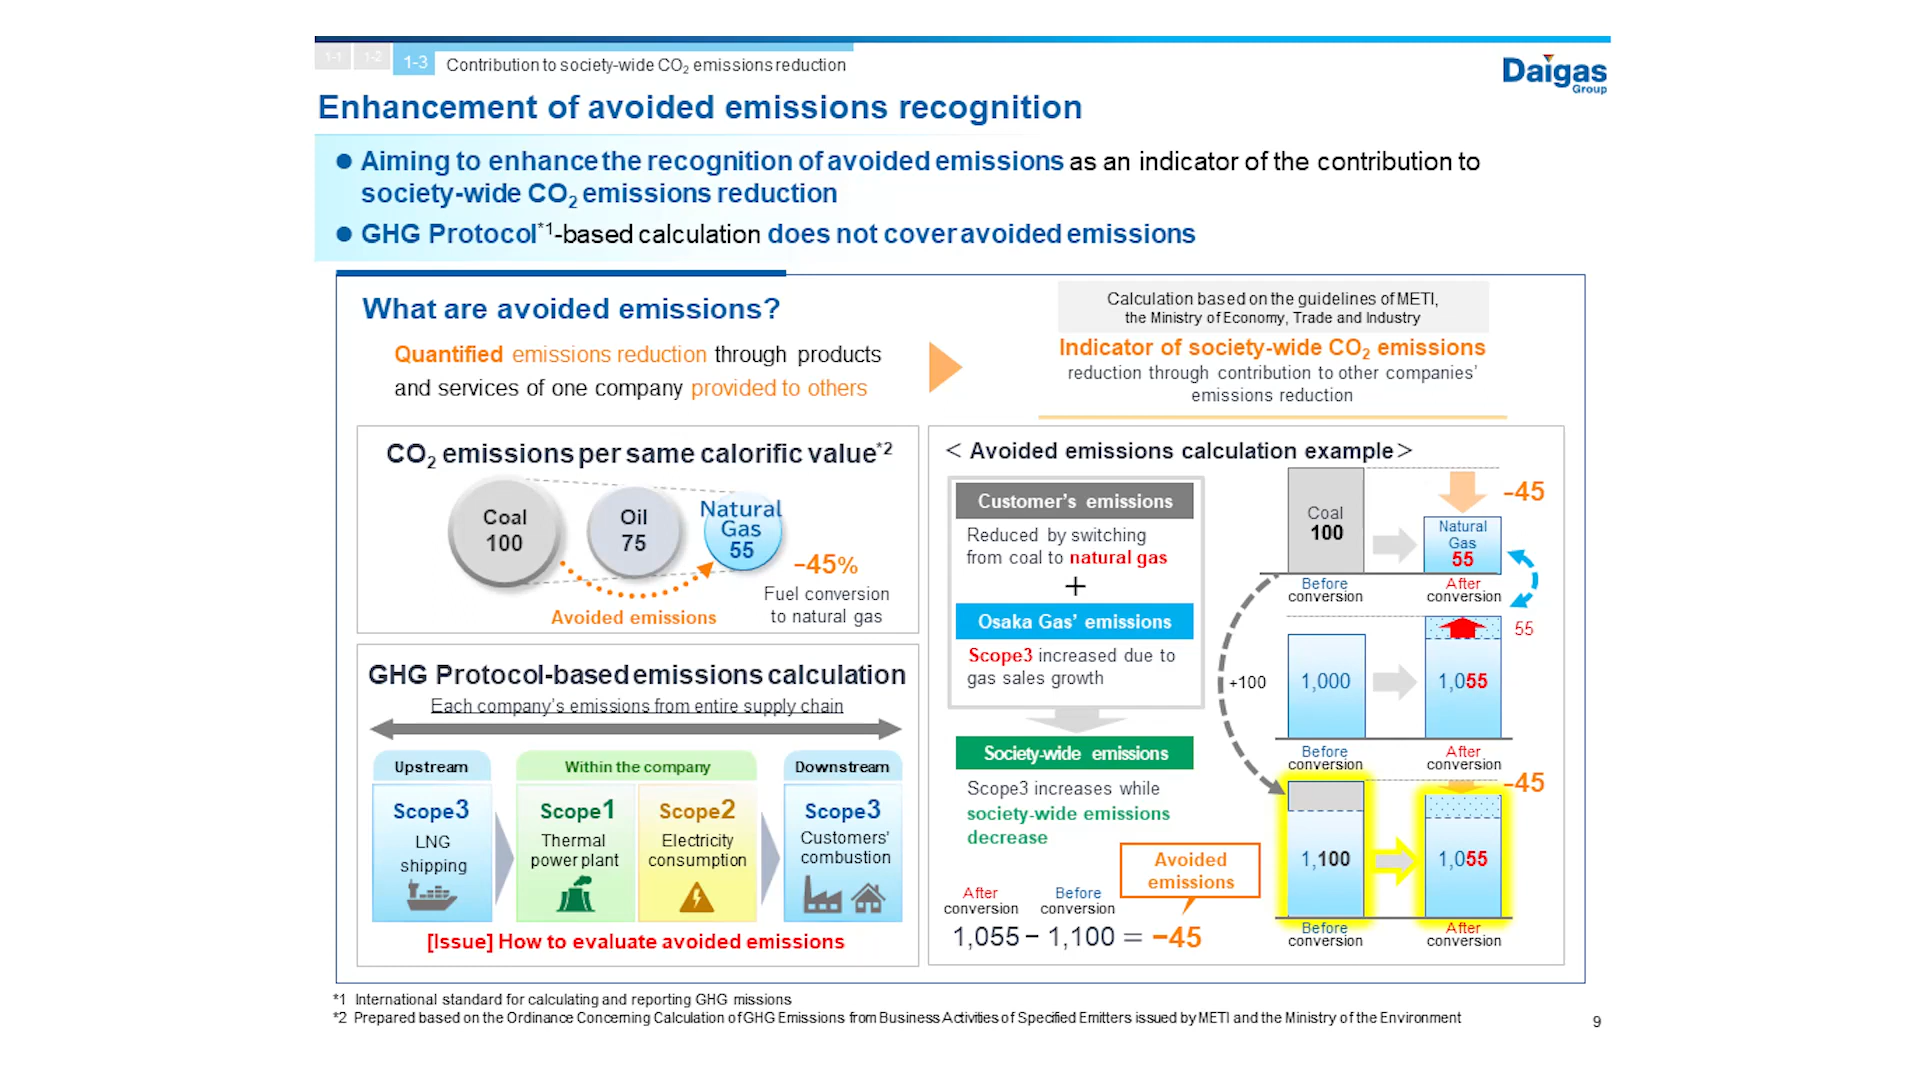 1-1 1-2 1-3 Contribution to society-wide CO2 emissions reduction
Daigas
Group
Enhancement of avoided emissions recognition
● Aiming to enhance the recognition of avoided emissions as an indicator of the contribution to
society-wide CO2 emissions reduction
● GHG Protocol*1-based calculation does not cover avoided emissions
What are avoided emissions?
Quantified emissions reduction through products
and services of one company provided to others
Calculation based on the guidelines of METI,
the Ministry of Economy, Trade and Industry
Indicator of society-wide CO2 emissions
reduction through contribution to other companies'
emissions reduction
CO2 emissions per same calorific value*2
Coal
100
Oil
75
Natural
Gas
55
−45%
Fuel conversion
to natural gas
Avoided emissions
GHG Protocol-based emissions calculation
Each company's emissions from entire supply chain
Upstream
Within the company
Downstream
Scope3
LNG
shipping
Scope1
Thermal
power plant
Scope2
Electricity
consumption
Scope3
Customers'
combustion
[Issue] How to evaluate avoided emissions
< Avoided emissions calculation example>
Customer's emissions
Reduced by switching
from coal to natural gas
+
Osaka Gas' emissions
Scope3 increased due to
gas sales growth
Society-wide emissions
Scope3 increases while
society-wide emissions
decrease
Avoided
emissions
After
conversion
Before
conversion
1,055 − 1,100 = −45
Coal
100
Natural
Gas
55
−45
Before
conversion
After
conversion
55
+100
1,000
1,055
Before
conversion
After
conversion
−45
1,100
1,055
Before
conversion
After
conversion
*1 International standard for calculating and reporting GHG missions
*2 Prepared based on the Ordinance Concerning Calculation of GHG Emissions from Business Activities of Specified Emitters issued by METI and the Ministry of the Environment
9